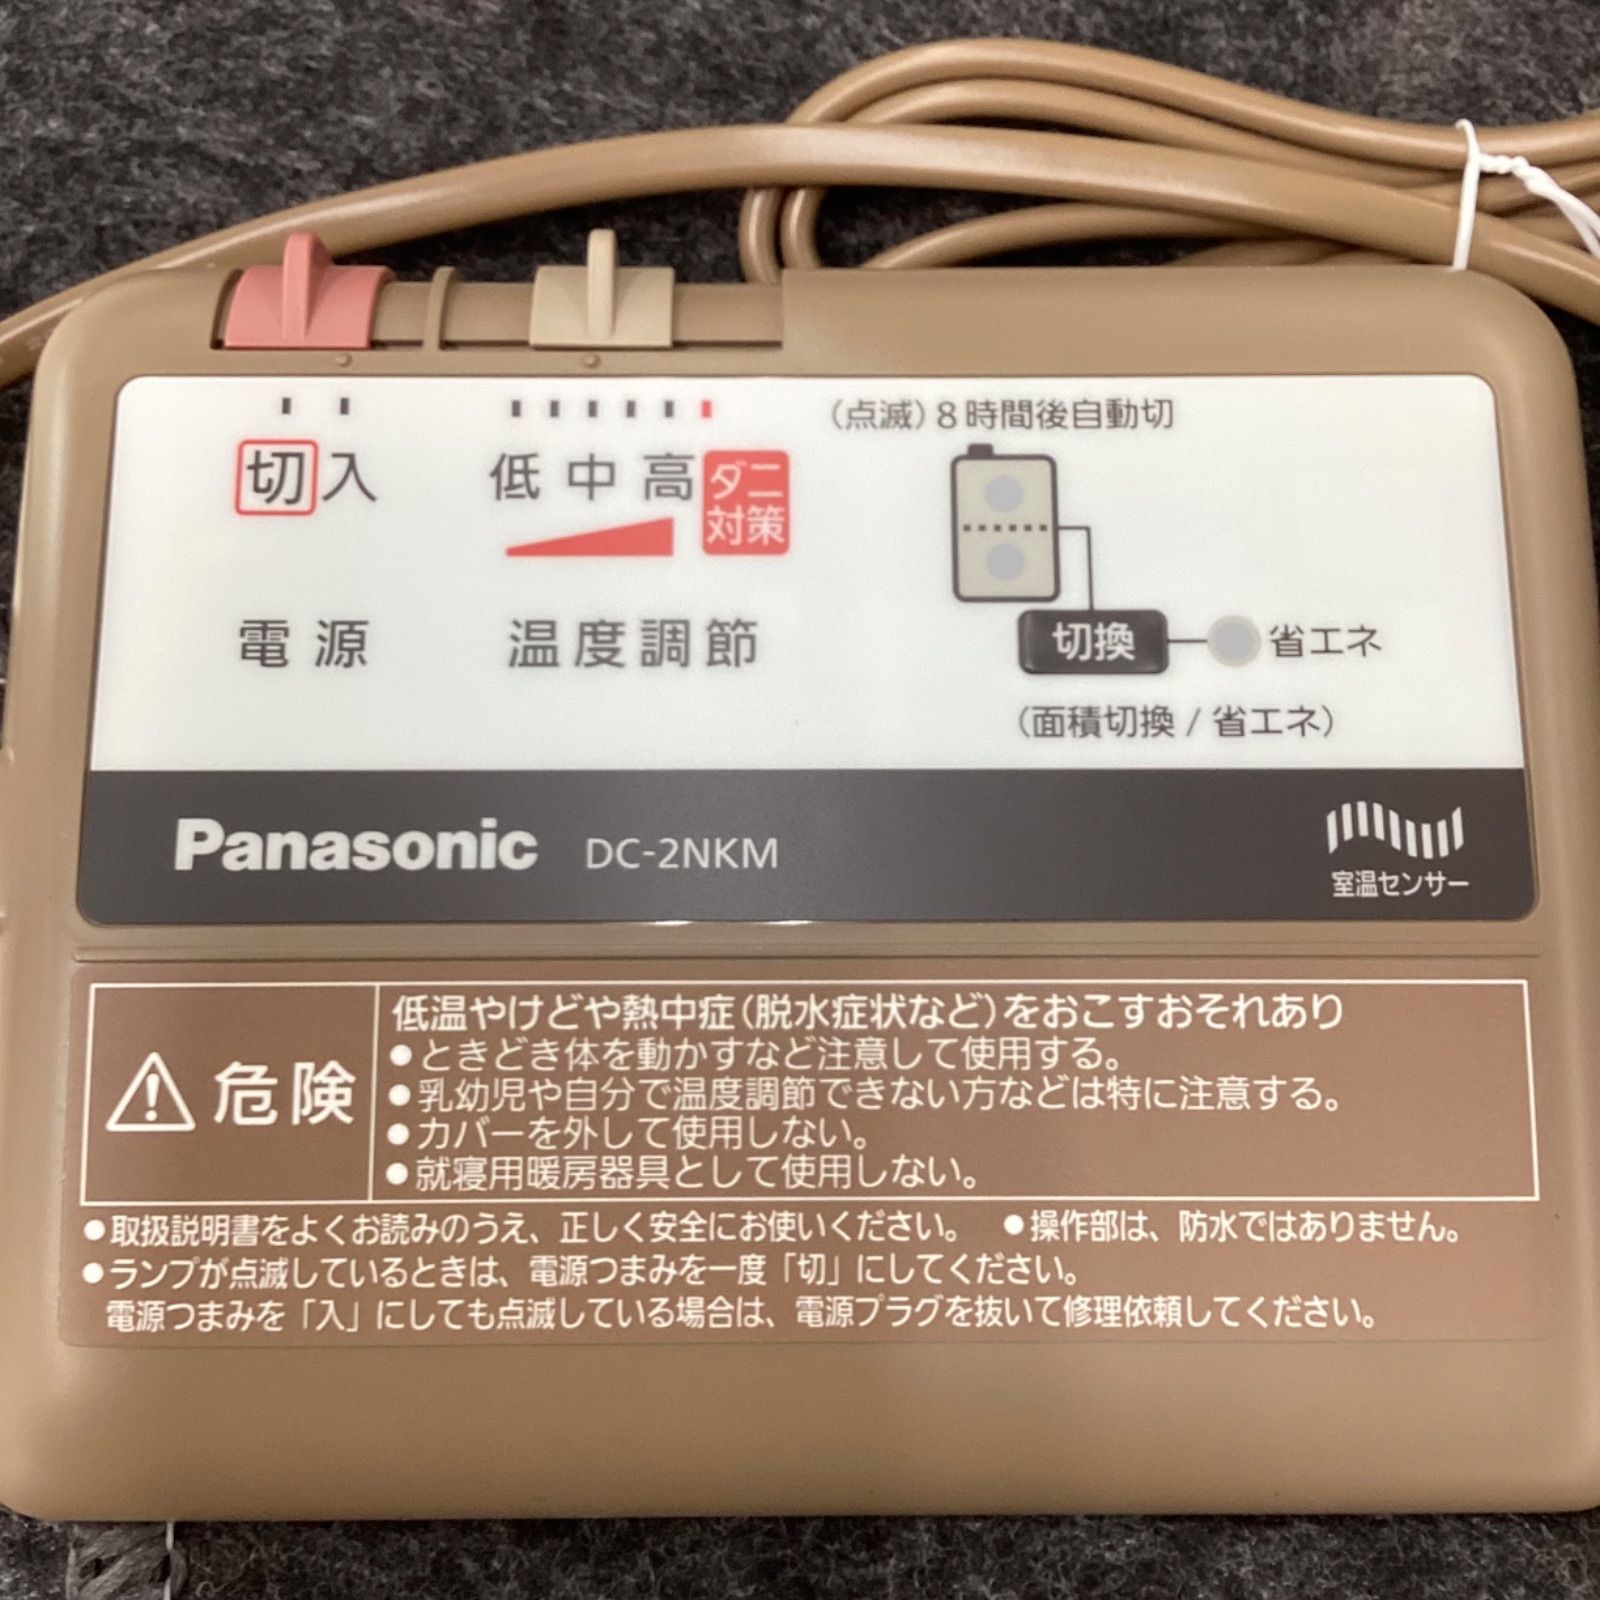 切 入
低 中 高 ダニ対策
電源
温度調節
(点滅) 8時間後自動切
切換
省エネ
(面積切換 / 省エネ)
Panasonic DC-2NKM
室温センサー
危険
低温やけどや熱中症(脱水症状など)をおこすおそれあり
●ときどき体を動かすなど注意して使用する。
●乳幼児や自分で温度調節できない方などは特に注意する。
●カバーを外して使用しない。
●就寝用暖房器具として使用しない。
●取扱説明書をよくお読みのうえ、正しく安全にお使いください。 ●操作部は、防水ではありません。
●ランプが点滅しているときは、電源つまみを一度「切」にしてください。
電源つまみを「入」にしても点滅している場合は、電源プラグを抜いて修理依頼してください。